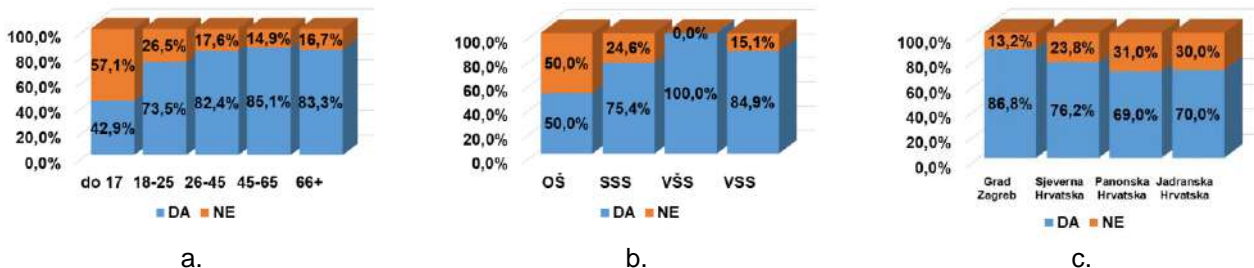 100,0%
80,0%
60,0%
40,0%
20,0%
0,0%
57,1% 26,5% 17,6% 14,9% 16,7%
42,9% 73,5% 82,4% 85,1% 83,3%
do 17 18-25 26-45 45-65 66+
DA NE
a.
100,0%
80,0%
60,0%
40,0%
20,0%
0,0%
50,0% 24,6% 0,0% 15,1%
50,0% 75,4% 100,0% 84,9%
OŠ SSS VŠS VSS
DA NE
b.
100,0%
80,0%
60,0%
40,0%
20,0%
0,0%
13,2% 23,8% 31,0% 30,0%
86,8% 76,2% 69,0% 70,0%
Grad Sjeverna Panonska Jadranska
Zagreb Hrvatska Hrvatska Hrvatska
DA NE
c.